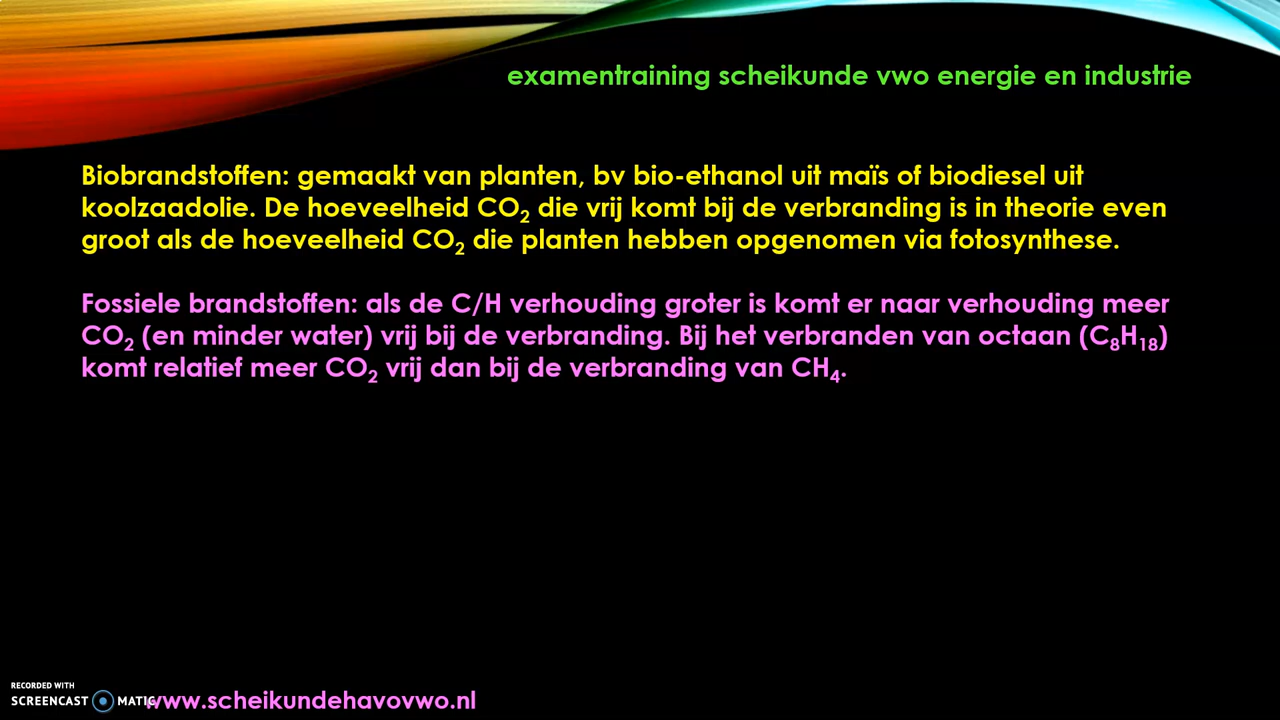 examentraining scheikunde vwo energie en industrie
Biobrandstoffen: gemaakt van planten, bv bio-ethanol uit maïs of biodiesel uit
koolzaadolie. De hoeveelheid CO₂ die vrij komt bij de verbranding is in theorie even
groot als de hoeveelheid CO₂ die planten hebben opgenomen via fotosynthese.
Fossiele brandstoffen: als de C/H verhouding groter is komt er naar verhouding meer
CO₂ (en minder water) vrij bij de verbranding. Bij het verbranden van octaan (C₈H₁₈)
komt relatief meer CO₂ vrij dan bij de verbranding van CH₄.
RECORDED WITH
SCREENCAST MATIC
www.scheikundehavovwo.nl